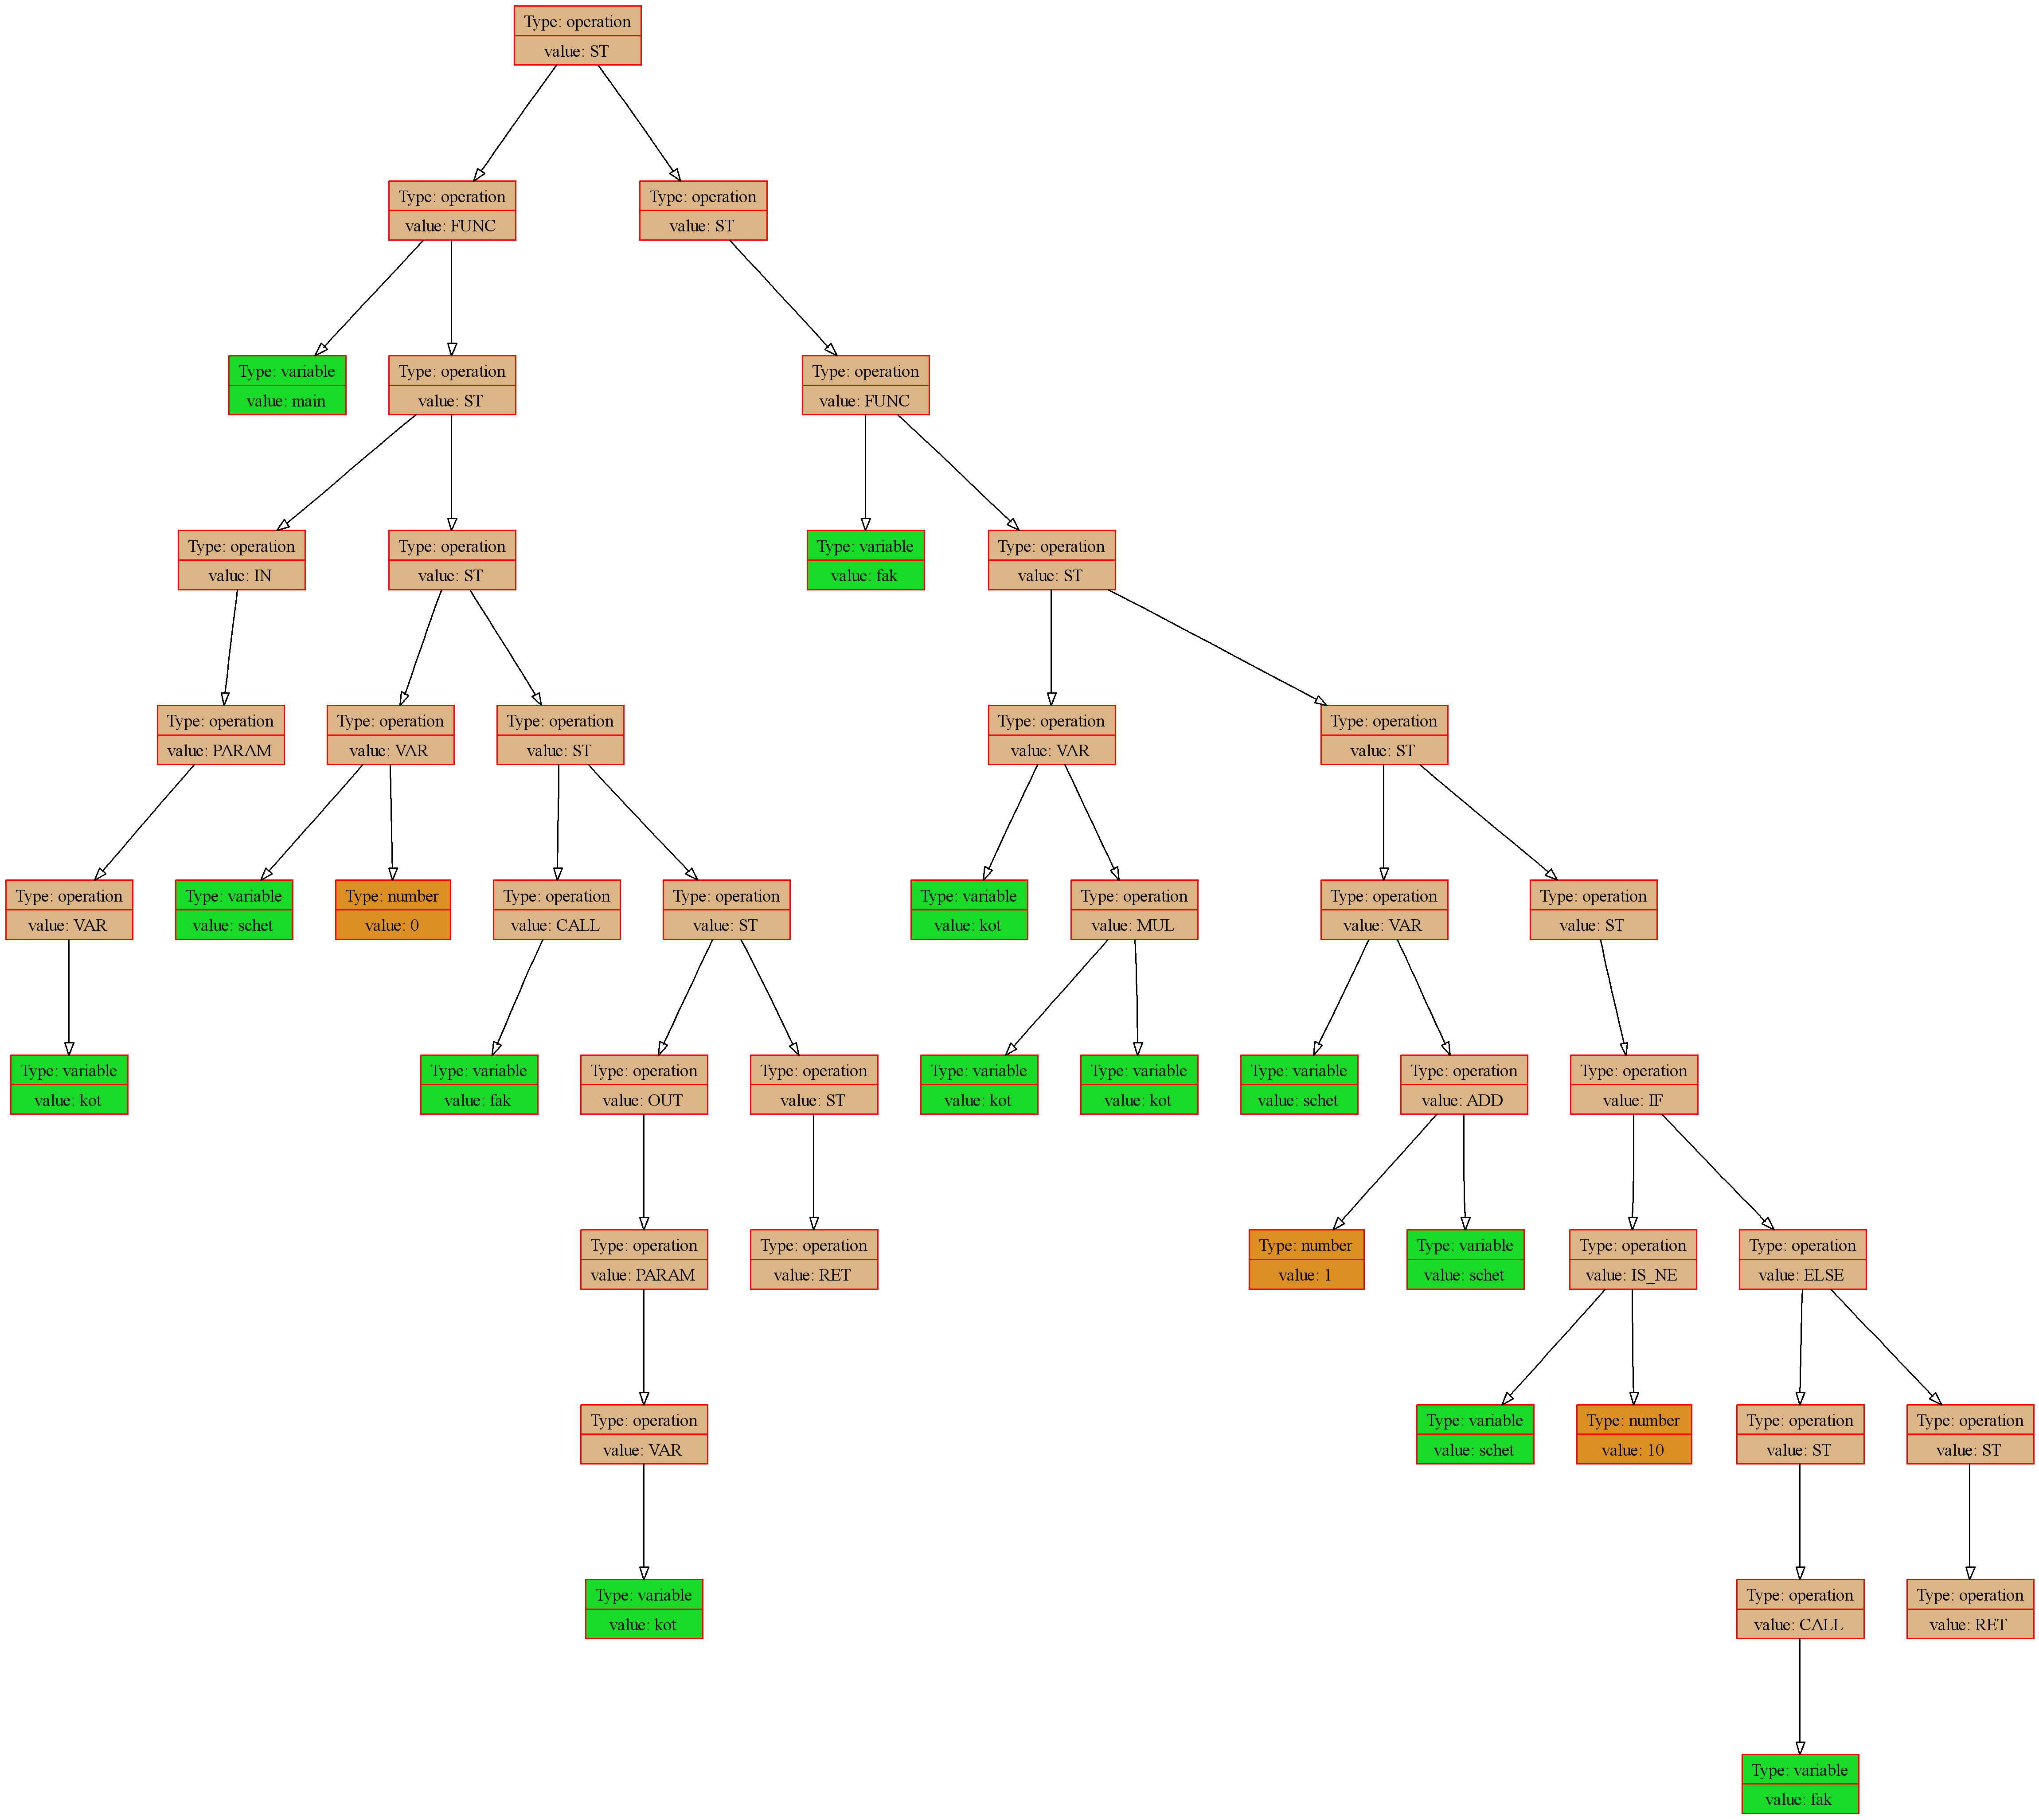 Type: operation
value: ST
Type: operation
value: FUNC
Type: operation
value: ST
Type: variable
value: main
Type: operation
value: ST
Type: operation
value: FUNC
Type: operation
value: IN
Type: operation
value: ST
Type: variable
value: fak
Type: operation
value: ST
Type: operation
value: PARAM
Type: operation
value: VAR
Type: operation
value: ST
Type: operation
value: VAR
Type: operation
value: ST
Type: operation
value: VAR
Type: variable
value: schet
Type: number
value: 0
Type: operation
value: CALL
Type: operation
value: ST
Type: variable
value: kot
Type: operation
value: MUL
Type: operation
value: VAR
Type: operation
value: ST
Type: variable
value: kot
Type: variable
value: fak
Type: operation
value: OUT
Type: operation
value: ST
Type: variable
value: kot
Type: variable
value: kot
Type: variable
value: schet
Type: operation
value: ADD
Type: operation
value: IF
Type: operation
value: PARAM
Type: operation
value: RET
Type: number
value: 1
Type: variable
value: schet
Type: operation
value: IS_NE
Type: operation
value: ELSE
Type: operation
value: VAR
Type: variable
value: schet
Type: number
value: 10
Type: operation
value: ST
Type: operation
value: ST
Type: variable
value: kot
Type: operation
value: CALL
Type: operation
value: RET
Type: variable
value: fak